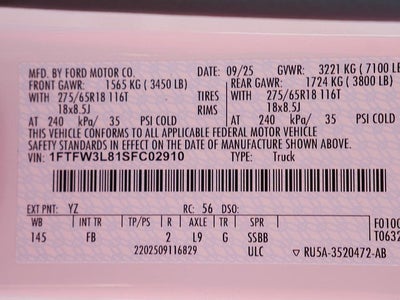 MFD. BY FORD MOTOR CO. DATE: 09/25 GVWR: 3221 KG ( 7100 LB
FRONT GAWR: 1565 KG ( 3450 LB) REAR GAWR: 1724 KG ( 3800 LB)
WITH 275/65R18 116T TIRES WITH 275/65R18 116T
18x8.5J RIMS 18x8.5J
AT 240 kPa/ 35 PSI COLD AT 240 kPa/ 35 PSI COLD
THIS VEHICLE CONFORMS TO ALL APPLICABLE FEDERAL MOTOR VEHICLE
SAFETY STANDARDS IN EFFECT ON THE DATE OF MANUFACTURE SHOWN ABOVE.
VIN: 1FTFW3L81SFC02910 TYPE: Truck
EXT PNT: YZ RC: 56 DSO:
WB INT TR TP/PS R AXLE TR SPR F0100
145 FB 2 L9 G SSBB T0632
2202509116829 ULC ▽ RU5A-3520472-AB